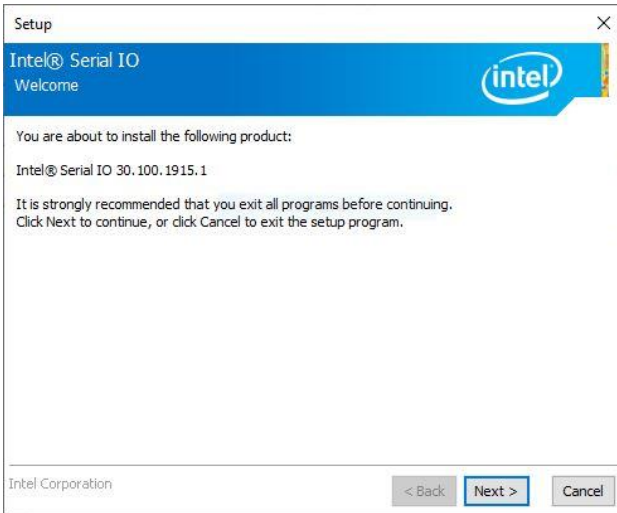 Setup
Intel® Serial IO
Welcome
intel
You are about to install the following product:
Intel® Serial IO 30.100.1915.1
It is strongly recommended that you exit all programs before continuing.
Click Next to continue, or click Cancel to exit the setup program.
Intel Corporation
< Back Next > Cancel